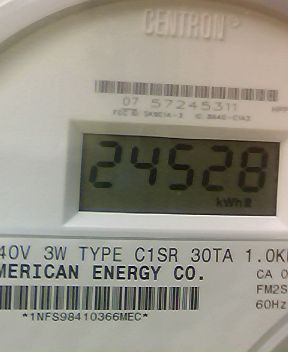 CENTRON®
07 57245311
24528
kWh
40V 3W TYPE C1SR 30TA 1.0K
MERICAN ENERGY CO.
CA 0
FM2S
*1NFS98410366MEC*
60Hz